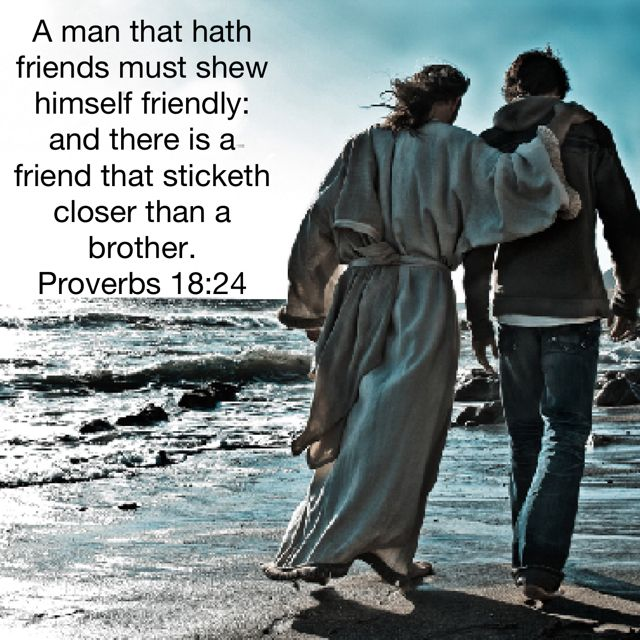 A man that hath
friends must shew
himself friendly:
and there is a
friend that sticketh
closer than a
brother.
Proverbs 18:24